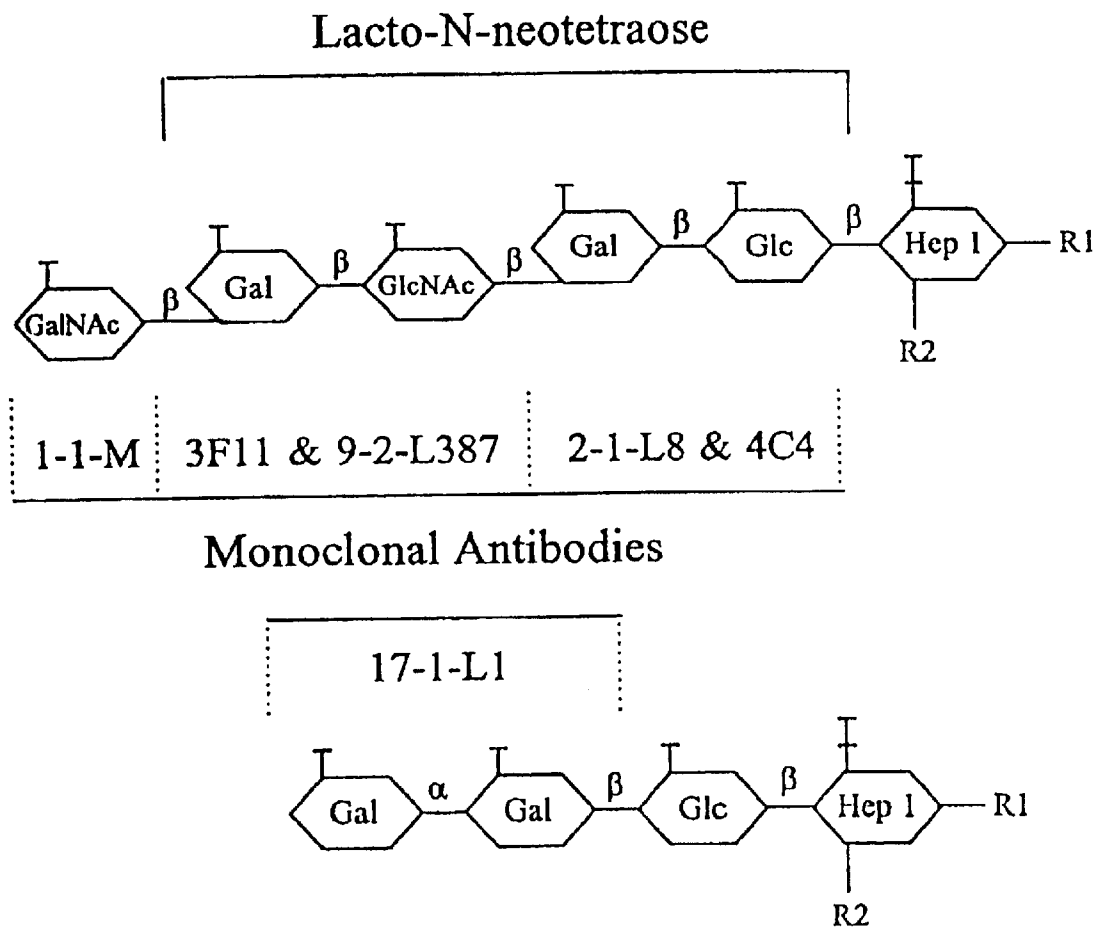 Lacto-N-neotetraose
GalNAc β Gal β GlcNAc β Gal β Glc β Hep 1 R1
R2
1-1-M 3F11 & 9-2-L387 2-1-L8 & 4C4
Monoclonal Antibodies
17-1-L1
Gal α Gal β Glc β Hep 1 R1
R2